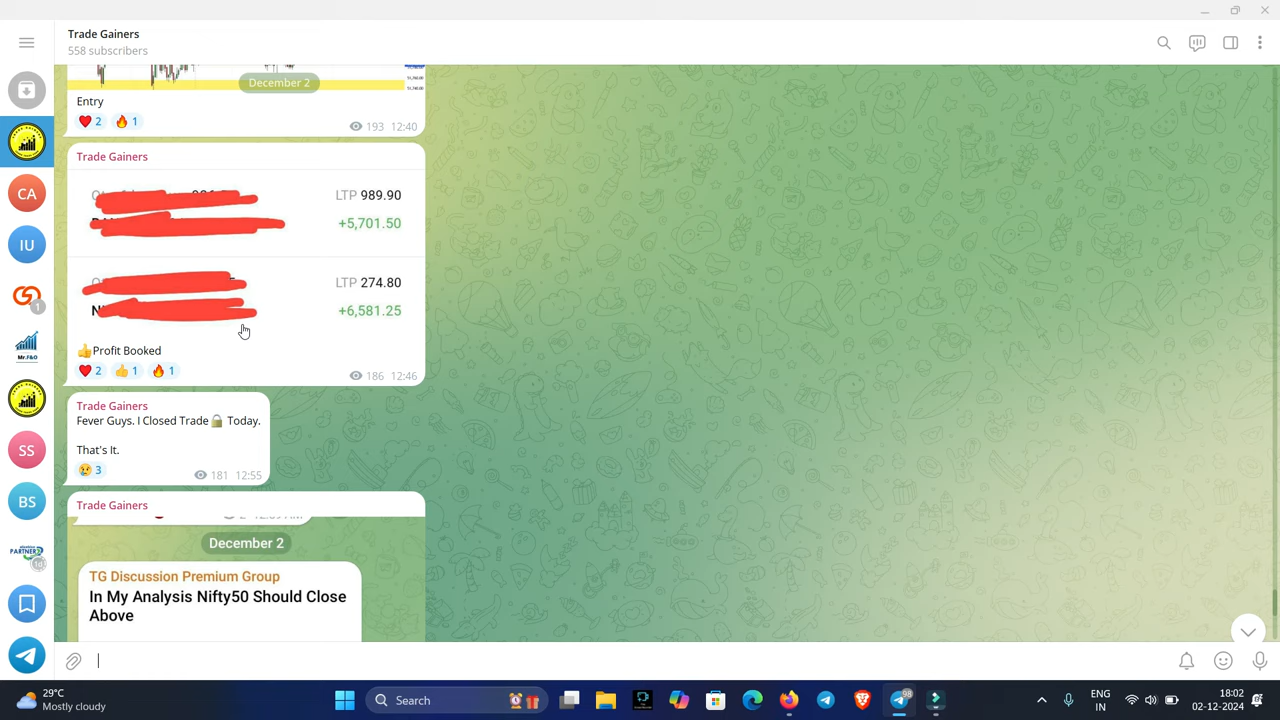 Trade Gainers
558 subscribers
December 2
Entry
❤️ 2 🔥 1
193 12:40
Trade Gainers
LTP 989.90
+5,701.50
LTP 274.80
+6,581.25
👍Profit Booked
❤️ 2 👍 1 🔥 1
186 12:46
Trade Gainers
Fever Guys. I Closed Trade🔒 Today.
That's It.
😢 3
181 12:55
Trade Gainers
December 2
TG Discussion Premium Group
In My Analysis Nifty50 Should Close
Above
CA
IU
1
Mr.F&O
SS
BS
PARTNER
1d
29°C
Mostly cloudy
Search
ENG
IN
18:02
02-12-2024